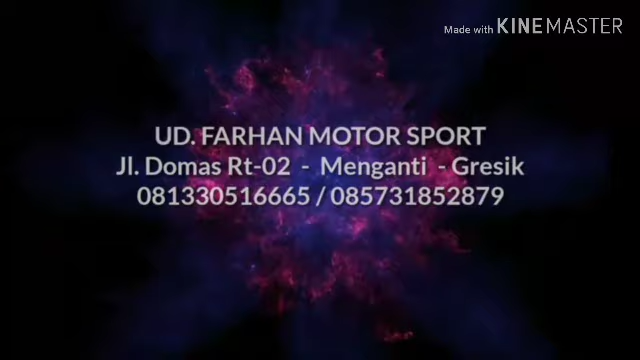 Made with KINEMASTER
UD. FARHAN MOTOR SPORT
Jl. Domas Rt-02 - Menganti - Gresik
081330516665 / 085731852879